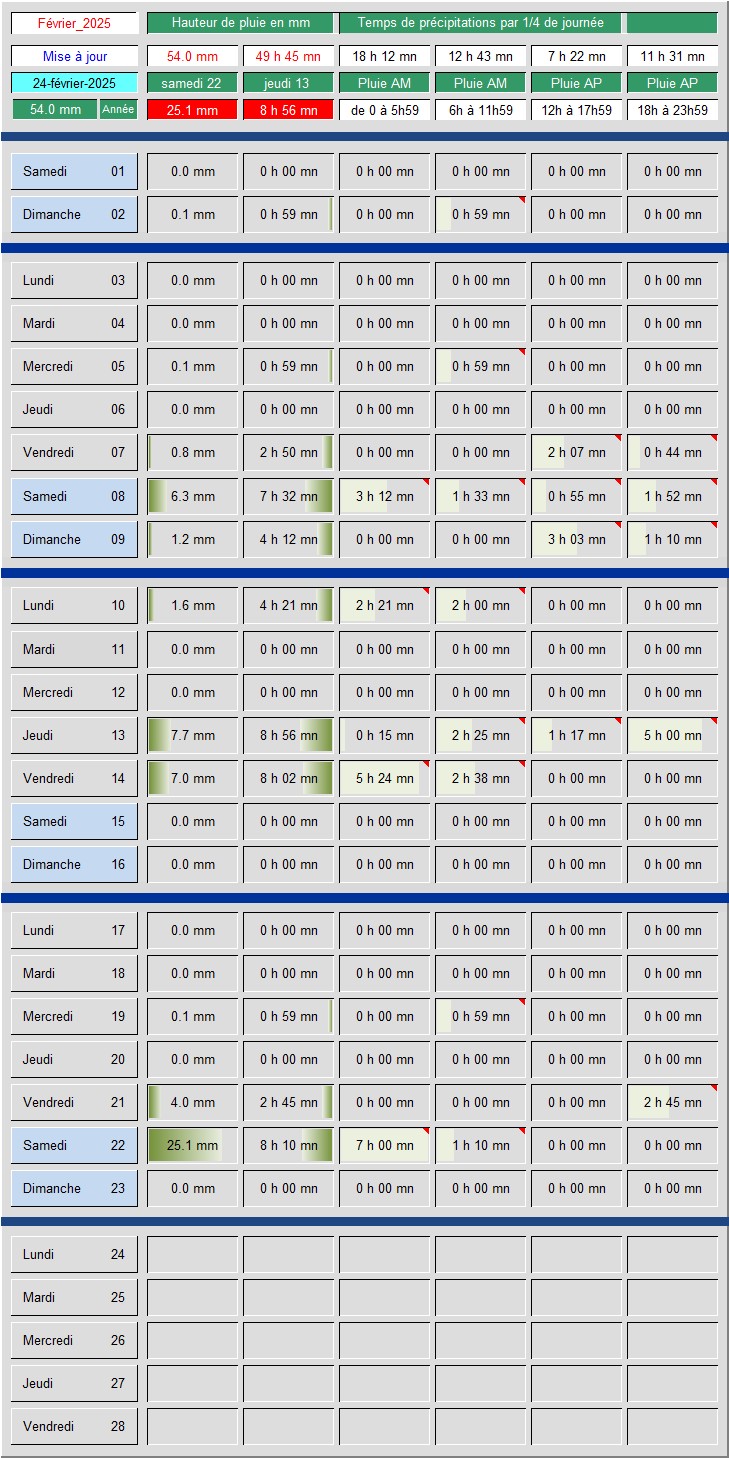 Février_2025 Hauteur de pluie en mm Temps de précipitations par 1/4 de journée
Mise à jour 54.0 mm 49 h 45 mn 18 h 12 mn 12 h 43 mn 7 h 22 mn 11 h 31 mn
24-février-2025 samedi 22 jeudi 13 Pluie AM Pluie AM Pluie AP Pluie AP
54.0 mm Année 25.1 mm 8 h 56 mn de 0 à 5h59 6h à 11h59 12h à 17h59 18h à 23h59
Samedi 01 0.0 mm 0 h 00 mn 0 h 00 mn 0 h 00 mn 0 h 00 mn 0 h 00 mn
Dimanche 02 0.1 mm 0 h 59 mn 0 h 00 mn 0 h 59 mn 0 h 00 mn 0 h 00 mn
Lundi 03 0.0 mm 0 h 00 mn 0 h 00 mn 0 h 00 mn 0 h 00 mn 0 h 00 mn
Mardi 04 0.0 mm 0 h 00 mn 0 h 00 mn 0 h 00 mn 0 h 00 mn 0 h 00 mn
Mercredi 05 0.1 mm 0 h 59 mn 0 h 00 mn 0 h 59 mn 0 h 00 mn 0 h 00 mn
Jeudi 06 0.0 mm 0 h 00 mn 0 h 00 mn 0 h 00 mn 0 h 00 mn 0 h 00 mn
Vendredi 07 0.8 mm 2 h 50 mn 0 h 00 mn 0 h 00 mn 2 h 07 mn 0 h 44 mn
Samedi 08 6.3 mm 7 h 32 mn 3 h 12 mn 1 h 33 mn 0 h 55 mn 1 h 52 mn
Dimanche 09 1.2 mm 4 h 12 mn 0 h 00 mn 0 h 00 mn 3 h 03 mn 1 h 10 mn
Lundi 10 1.6 mm 4 h 21 mn 2 h 21 mn 2 h 00 mn 0 h 00 mn 0 h 00 mn
Mardi 11 0.0 mm 0 h 00 mn 0 h 00 mn 0 h 00 mn 0 h 00 mn 0 h 00 mn
Mercredi 12 0.0 mm 0 h 00 mn 0 h 00 mn 0 h 00 mn 0 h 00 mn 0 h 00 mn
Jeudi 13 7.7 mm 8 h 56 mn 0 h 15 mn 2 h 25 mn 1 h 17 mn 5 h 00 mn
Vendredi 14 7.0 mm 8 h 02 mn 5 h 24 mn 2 h 38 mn 0 h 00 mn 0 h 00 mn
Samedi 15 0.0 mm 0 h 00 mn 0 h 00 mn 0 h 00 mn 0 h 00 mn 0 h 00 mn
Dimanche 16 0.0 mm 0 h 00 mn 0 h 00 mn 0 h 00 mn 0 h 00 mn 0 h 00 mn
Lundi 17 0.0 mm 0 h 00 mn 0 h 00 mn 0 h 00 mn 0 h 00 mn 0 h 00 mn
Mardi 18 0.0 mm 0 h 00 mn 0 h 00 mn 0 h 00 mn 0 h 00 mn 0 h 00 mn
Mercredi 19 0.1 mm 0 h 59 mn 0 h 00 mn 0 h 59 mn 0 h 00 mn 0 h 00 mn
Jeudi 20 0.0 mm 0 h 00 mn 0 h 00 mn 0 h 00 mn 0 h 00 mn 0 h 00 mn
Vendredi 21 4.0 mm 2 h 45 mn 0 h 00 mn 0 h 00 mn 0 h 00 mn 2 h 45 mn
Samedi 22 25.1 mm 8 h 10 mn 7 h 00 mn 1 h 10 mn 0 h 00 mn 0 h 00 mn
Dimanche 23 0.0 mm 0 h 00 mn 0 h 00 mn 0 h 00 mn 0 h 00 mn 0 h 00 mn
Lundi 24
Mardi 25
Mercredi 26
Jeudi 27
Vendredi 28